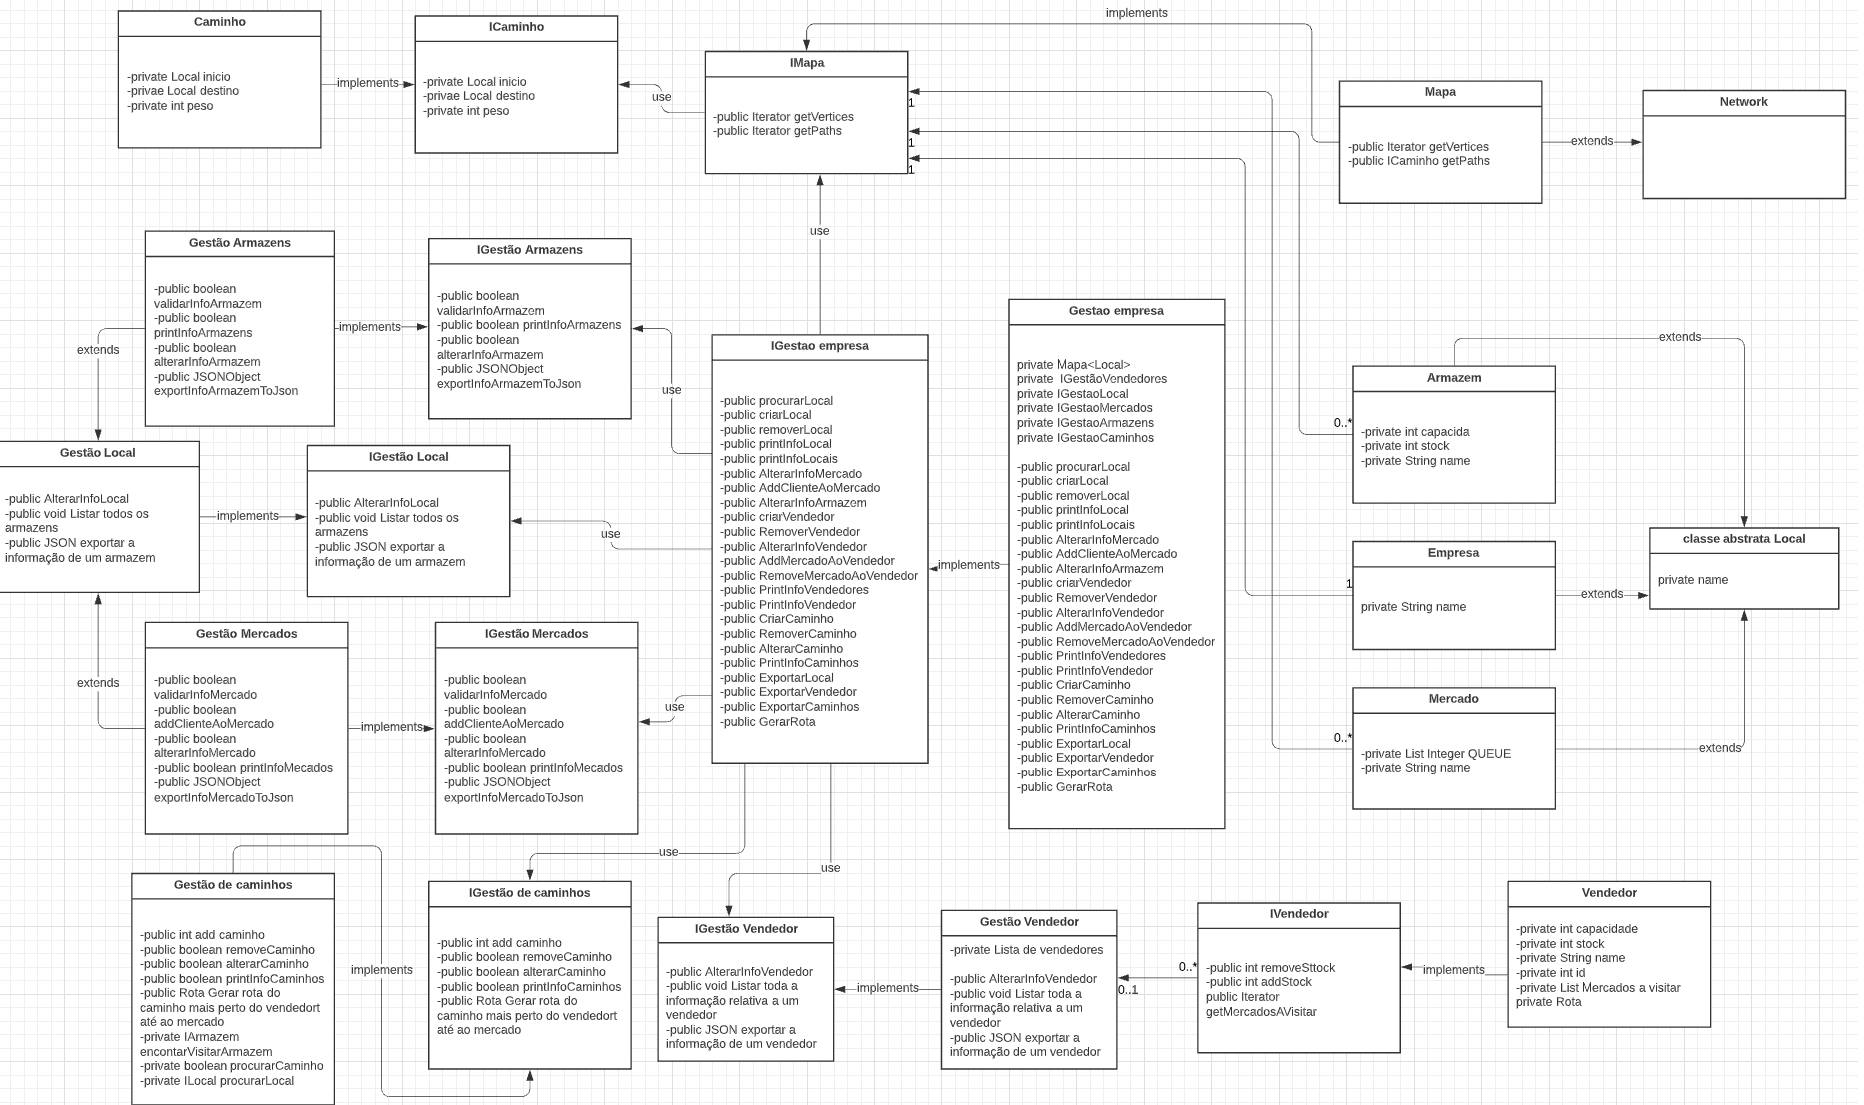 Caminho
-private Local inicio
-privae Local destino
-private int peso
implements
ICaminho
-private Local inicio
-privae Local destino
-private int peso
use
IMapa
-public Iterator getVertices
-public Iterator getPaths
implements
1
1
1
Mapa
-public Iterator getVertices
-public ICaminho getPaths
extends
Network
use
Gestão Armazens
-public boolean
validarInfoArmazem
-public boolean
printInfoArmazens
-public boolean
alterarInfoArmazem
-public JSONObject
exportInfoArmazemToJson
implements
extends
IGestão Armazens
-public boolean
validarInfoArmazem
-public boolean printInfoArmazens
-public boolean
alterarInfoArmazem
-public JSONObject
exportInfoArmazemToJson
use
Gestão Local
-public AlterarInfoLocal
-public void Listar todos os
armazens
-public JSON exportar a
informação de um armazem
implements
IGestão Local
-public AlterarInfoLocal
-public void Listar todos os
armazens
-public JSON exportar a
informação de um armazem
use
Gestão Mercados
-public boolean
validarInfoMercado
-public boolean
addClienteAoMercado
-public boolean
alterarInfoMercado
-public boolean printInfoMecados
-public JSONObject
exportInfoMercadoToJson
extends
implements
IGestão Mercados
-public boolean
validarInfoMercado
-public boolean
addClienteAoMercado
-public boolean
alterarInfoMercado
-public boolean printInfoMecados
-public JSONObject
exportInfoMercadoToJson
use
IGestao empresa
-public procurarLocal
-public criarLocal
-public removerLocal
-public printInfoLocal
-public printInfoLocais
-public AlterarInfoMercado
-public AddClienteAoMercado
-public AlterarInfoArmazem
-public criarVendedor
-public RemoverVendedor
-public AlterarInfoVendedor
-public AddMercadoAoVendedor
-public RemoveMercadoAoVendedor
-public PrintInfoVendedores
-public PrintInfoVendedor
-public CriarCaminho
-public RemoverCaminho
-public AlterarCaminho
-public PrintInfoCaminhos
-public ExportarLocal
-public ExportarVendedor
-public ExportarCaminhos
-public GerarRota
implements
Gestao empresa
private Mapa<Local>
private IGestãoVendedores
private IGestaoLocal
private IGestaoMercados
private IGestaoArmazens
private IGestaoCaminhos
-public procurarLocal
-public criarLocal
-public removerLocal
-public printInfoLocal
-public printInfoLocais
-public AlterarInfoMercado
-public AddClienteAoMercado
-public AlterarInfoArmazem
-public criarVendedor
-public RemoverVendedor
-public AlterarInfoVendedor
-public AddMercadoAoVendedor
-public RemoveMercadoAoVendedor
-public PrintInfoVendedores
-public PrintInfoVendedor
-public CriarCaminho
-public RemoverCaminho
-public AlterarCaminho
-public PrintInfoCaminhos
-public ExportarLocal
-public ExportarVendedor
-public ExportarCaminhos
-public GerarRota
Armazem
-private int capacida
-private int stock
-private String name
0..*
extends
Empresa
private String name
1
extends
classe abstrata Local
private name
Mercado
-private List Integer QUEUE
-private String name
0..*
extends
use
use
Gestão de caminhos
-public int add caminho
-public boolean removeCaminho
-public boolean alterarCaminho
-public boolean printInfoCaminhos
-public Rota Gerar rota do
caminho mais perto do vendedort
até ao mercado
-private IArmazem
encontarVisitarArmazem
-private boolean procurarCaminho
-private ILocal procurarLocal
implements
IGestão de caminhos
-public int add caminho
-public boolean removeCaminho
-public boolean alterarCaminho
-public boolean printInfoCaminhos
-public Rota Gerar rota do
caminho mais perto do vendedort
até ao mercado
IGestão Vendedor
-public AlterarInfoVendedor
-public void Listar toda a
informação relativa a um
vendedor
-public JSON exportar a
informação de um vendedor
implements
Gestão Vendedor
-private Lista de vendedores
-public AlterarInfoVendedor
-public void Listar toda a
informação relativa a um
vendedor
-public JSON exportar a
informação de um vendedor
0..*
0..1
IVendedor
-public int removeSttock
-public int addStock
public Iterator
getMercadosAVisitar
implements
Vendedor
-private int capacidade
-private int stock
-private String name
-private int id
-private List Mercados a visitar
private Rota